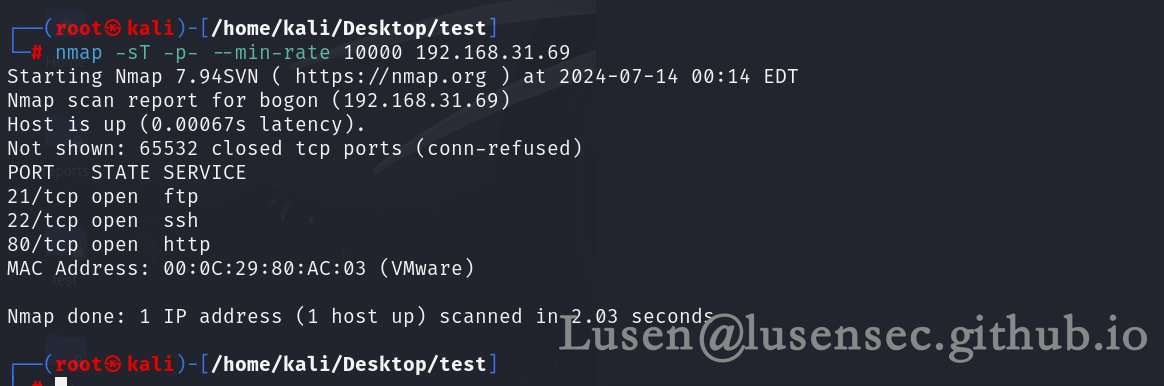 ┌──(root㉿kali)-[/home/kali/Desktop/test]
└─# nmap -sT -p- --min-rate 10000 192.168.31.69
Starting Nmap 7.94SVN ( https://nmap.org ) at 2024-07-14 00:14 EDT
Nmap scan report for bogon (192.168.31.69)
Host is up (0.00067s latency).
Not shown: 65532 closed tcp ports (conn-refused)
PORT   STATE SERVICE
21/tcp open  ftp
22/tcp open  ssh
80/tcp open  http
MAC Address: 00:0C:29:80:AC:03 (VMware)
Nmap done: 1 IP address (1 host up) scanned in 2.03 seconds
Lusen@lusensec.github.io
┌──(root㉿kali)-[/home/kali/Desktop/test]
└─#